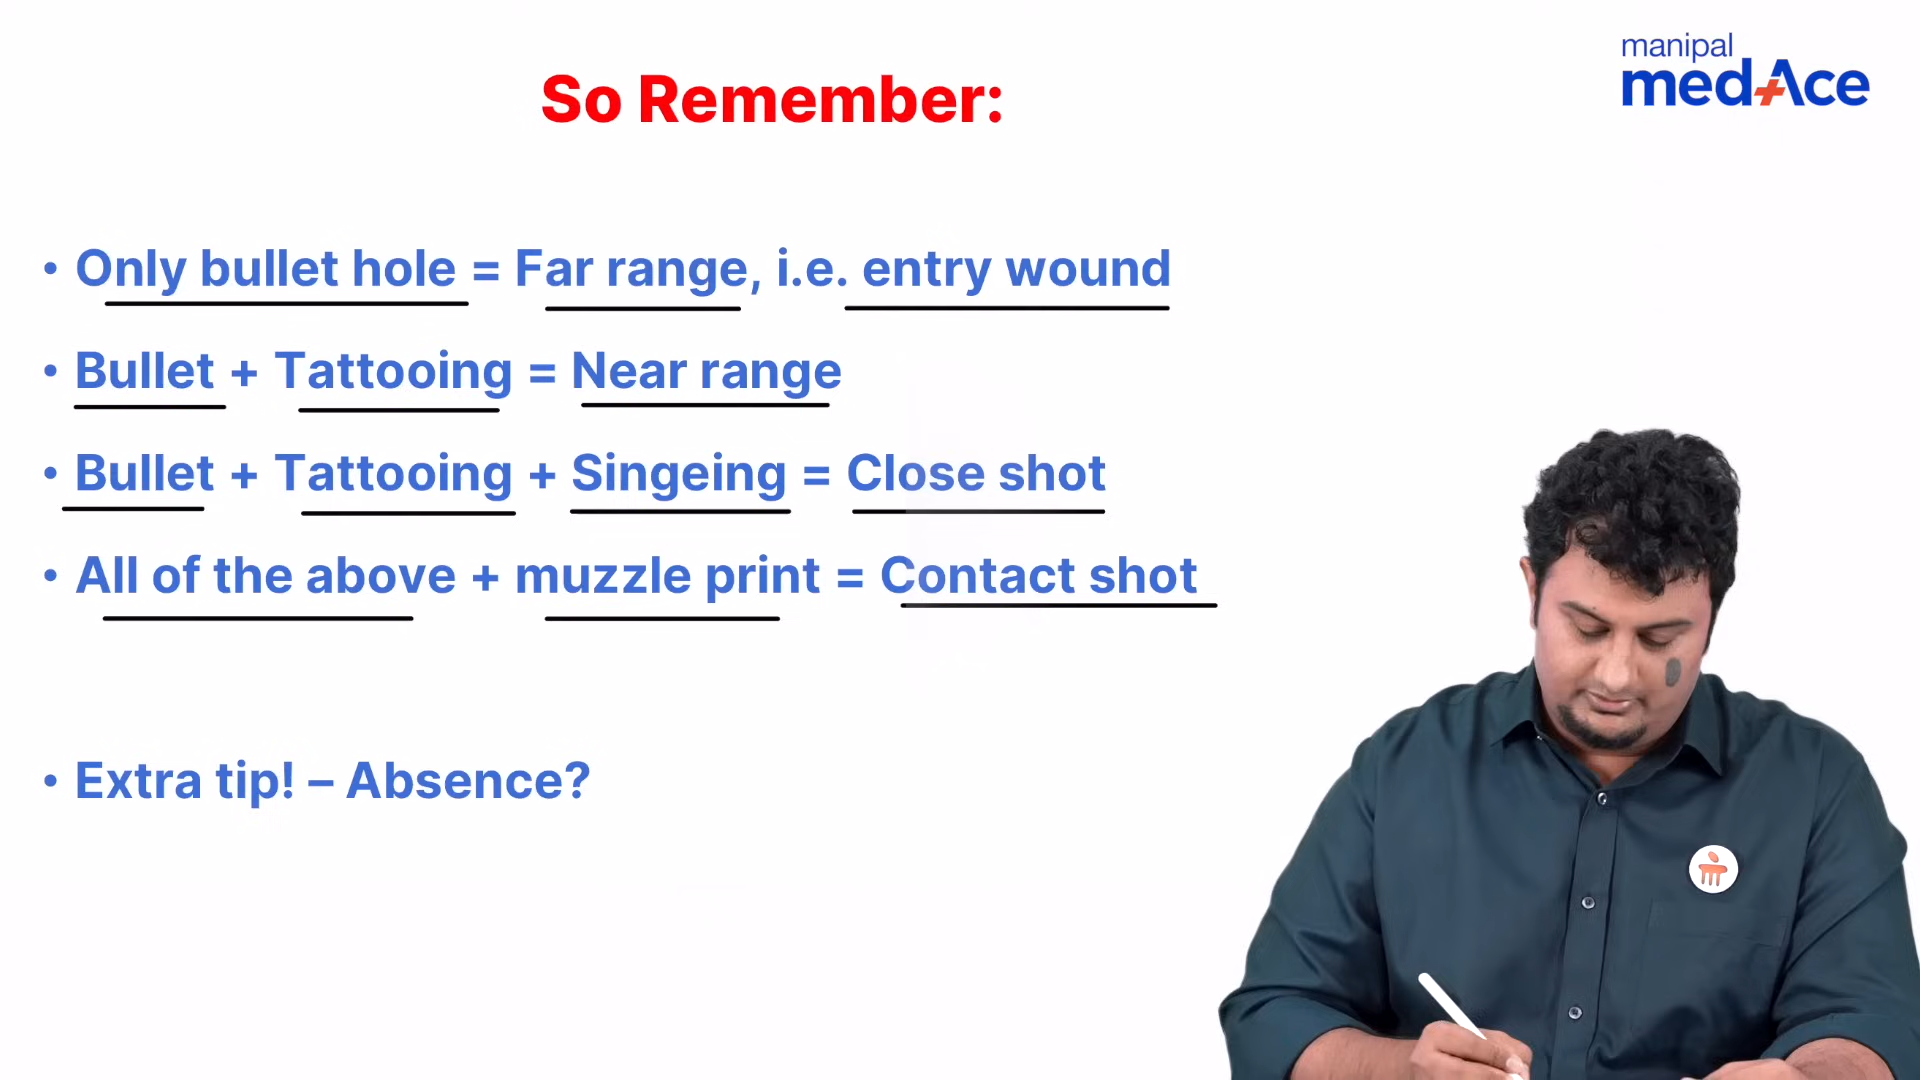 manipal
medAce
So Remember:
• Only bullet hole = Far range, i.e. entry wound
• Bullet + Tattooing = Near range
• Bullet + Tattooing + Singeing = Close shot
• All of the above + muzzle print = Contact shot
• Extra tip! – Absence?